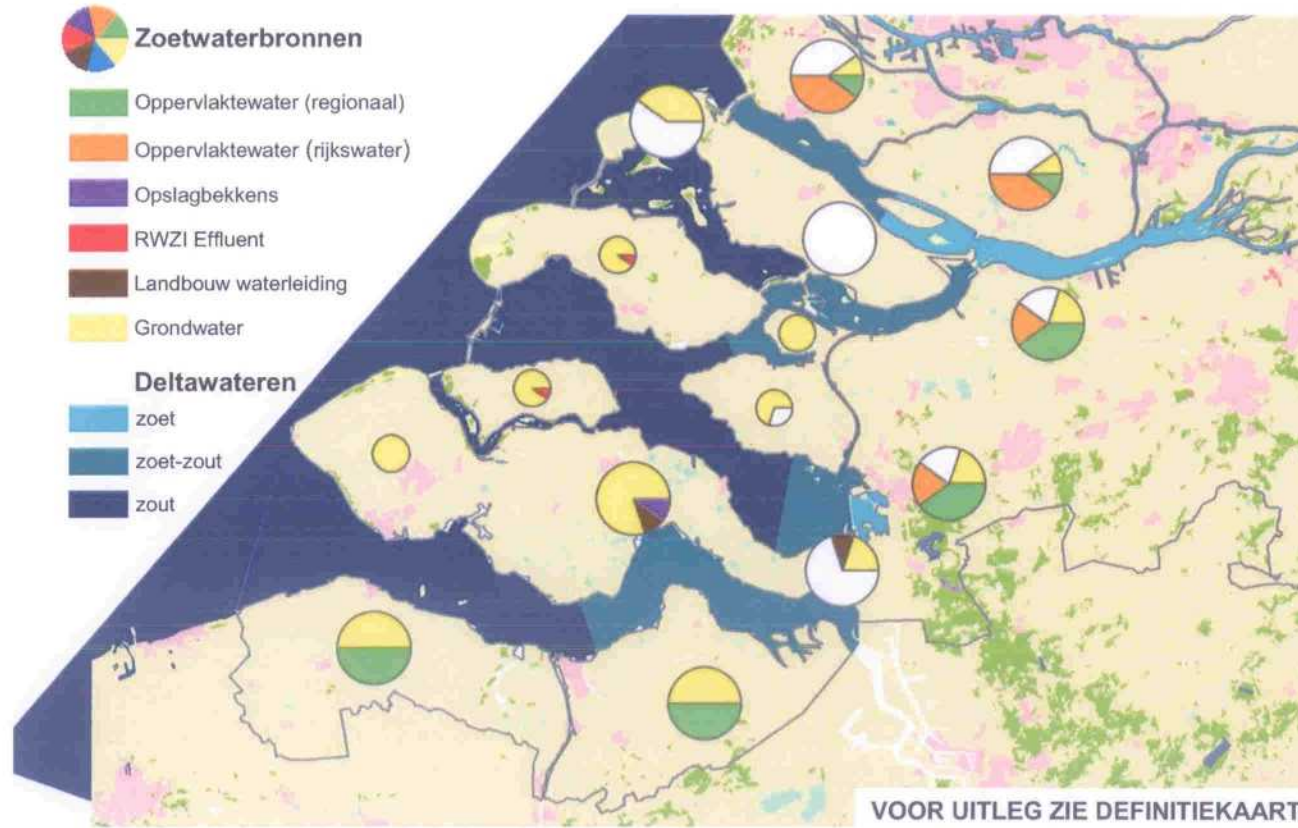 Zoetwaterbronnen
Oppervlaktewater (regionaal)
Oppervlaktewater (rijkswater)
Opslagbekkens
RWZI Effluent
Landbouw waterleiding
Grondwater
Deltawateren
zoet
zoet-zout
zout
VOOR UITLEG ZIE DEFINITIEKAART